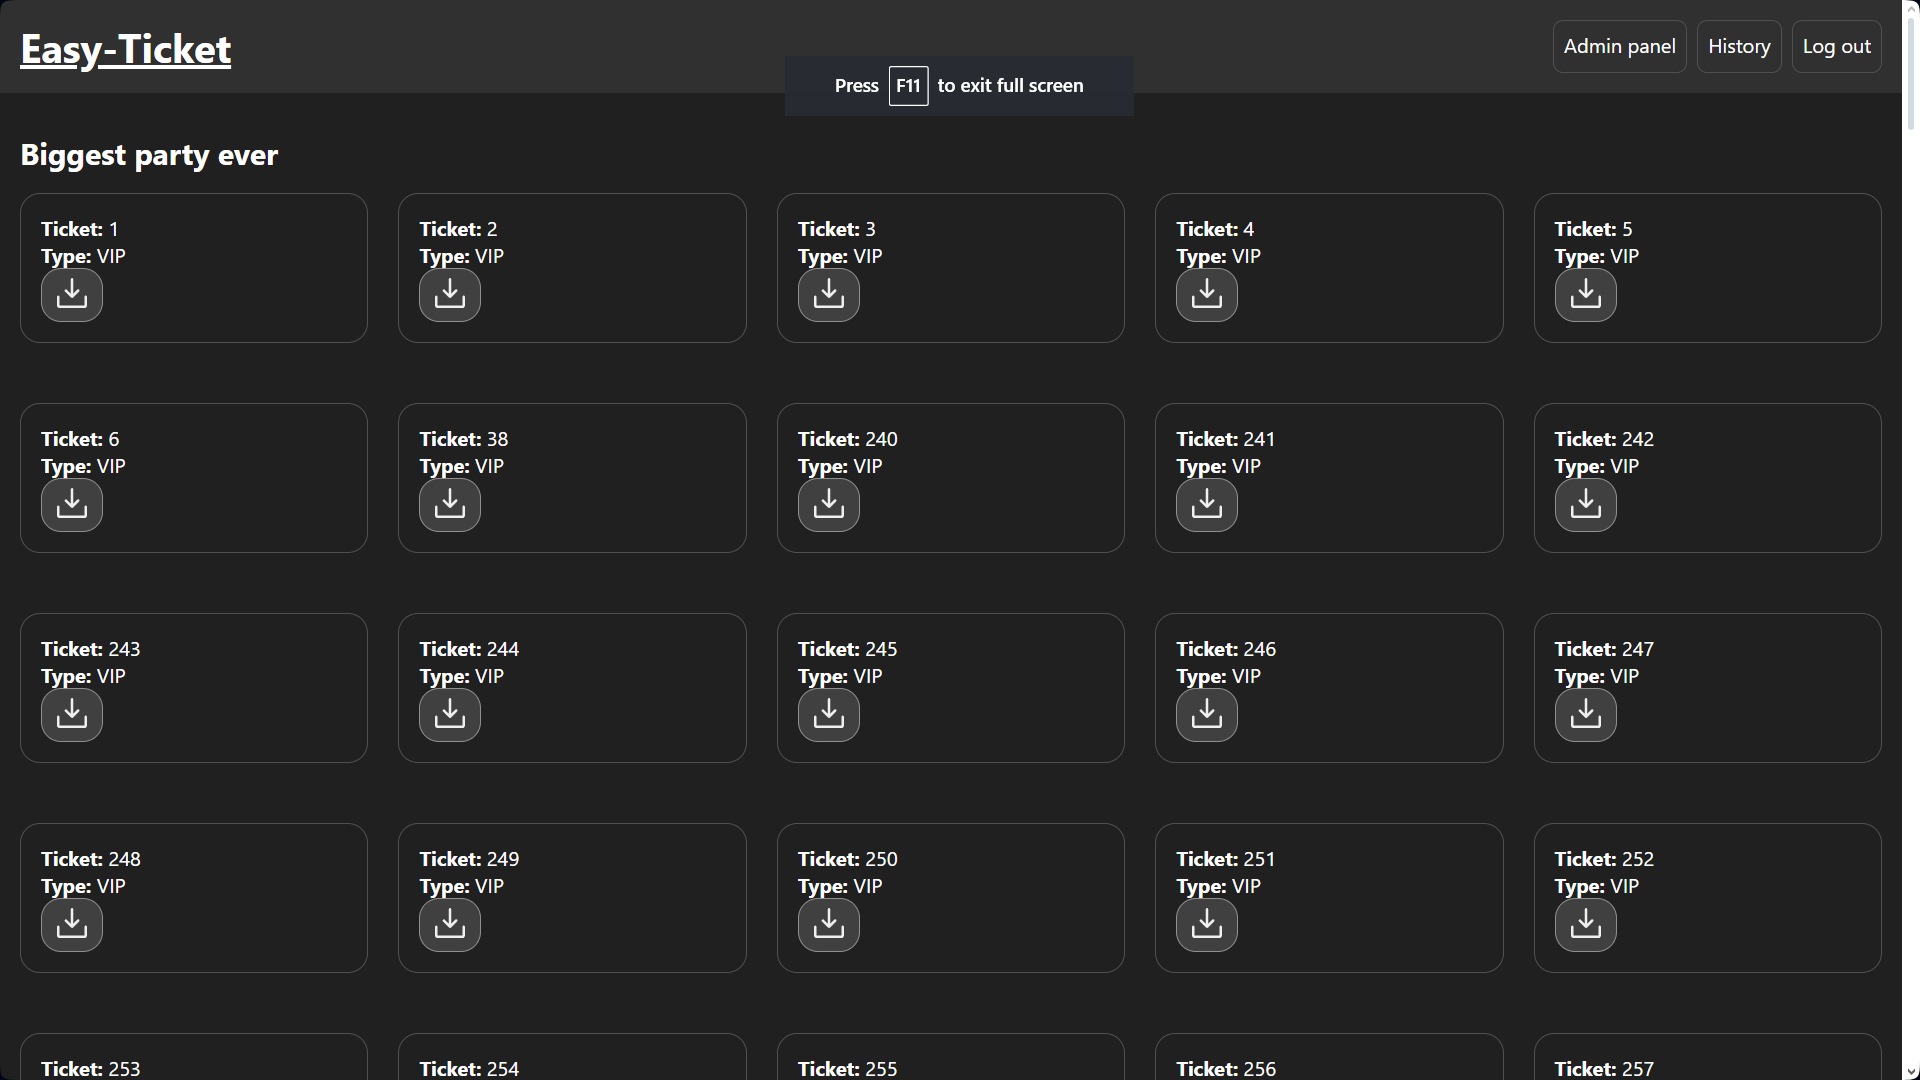 Easy-Ticket
Admin panel
History
Log out
Press F11 to exit full screen
Biggest party ever
Ticket: 1
Type: VIP
Ticket: 2
Type: VIP
Ticket: 3
Type: VIP
Ticket: 4
Type: VIP
Ticket: 5
Type: VIP
Ticket: 6
Type: VIP
Ticket: 38
Type: VIP
Ticket: 240
Type: VIP
Ticket: 241
Type: VIP
Ticket: 242
Type: VIP
Ticket: 243
Type: VIP
Ticket: 244
Type: VIP
Ticket: 245
Type: VIP
Ticket: 246
Type: VIP
Ticket: 247
Type: VIP
Ticket: 248
Type: VIP
Ticket: 249
Type: VIP
Ticket: 250
Type: VIP
Ticket: 251
Type: VIP
Ticket: 252
Type: VIP
Ticket: 253
Ticket: 254
Ticket: 255
Ticket: 256
Ticket: 257